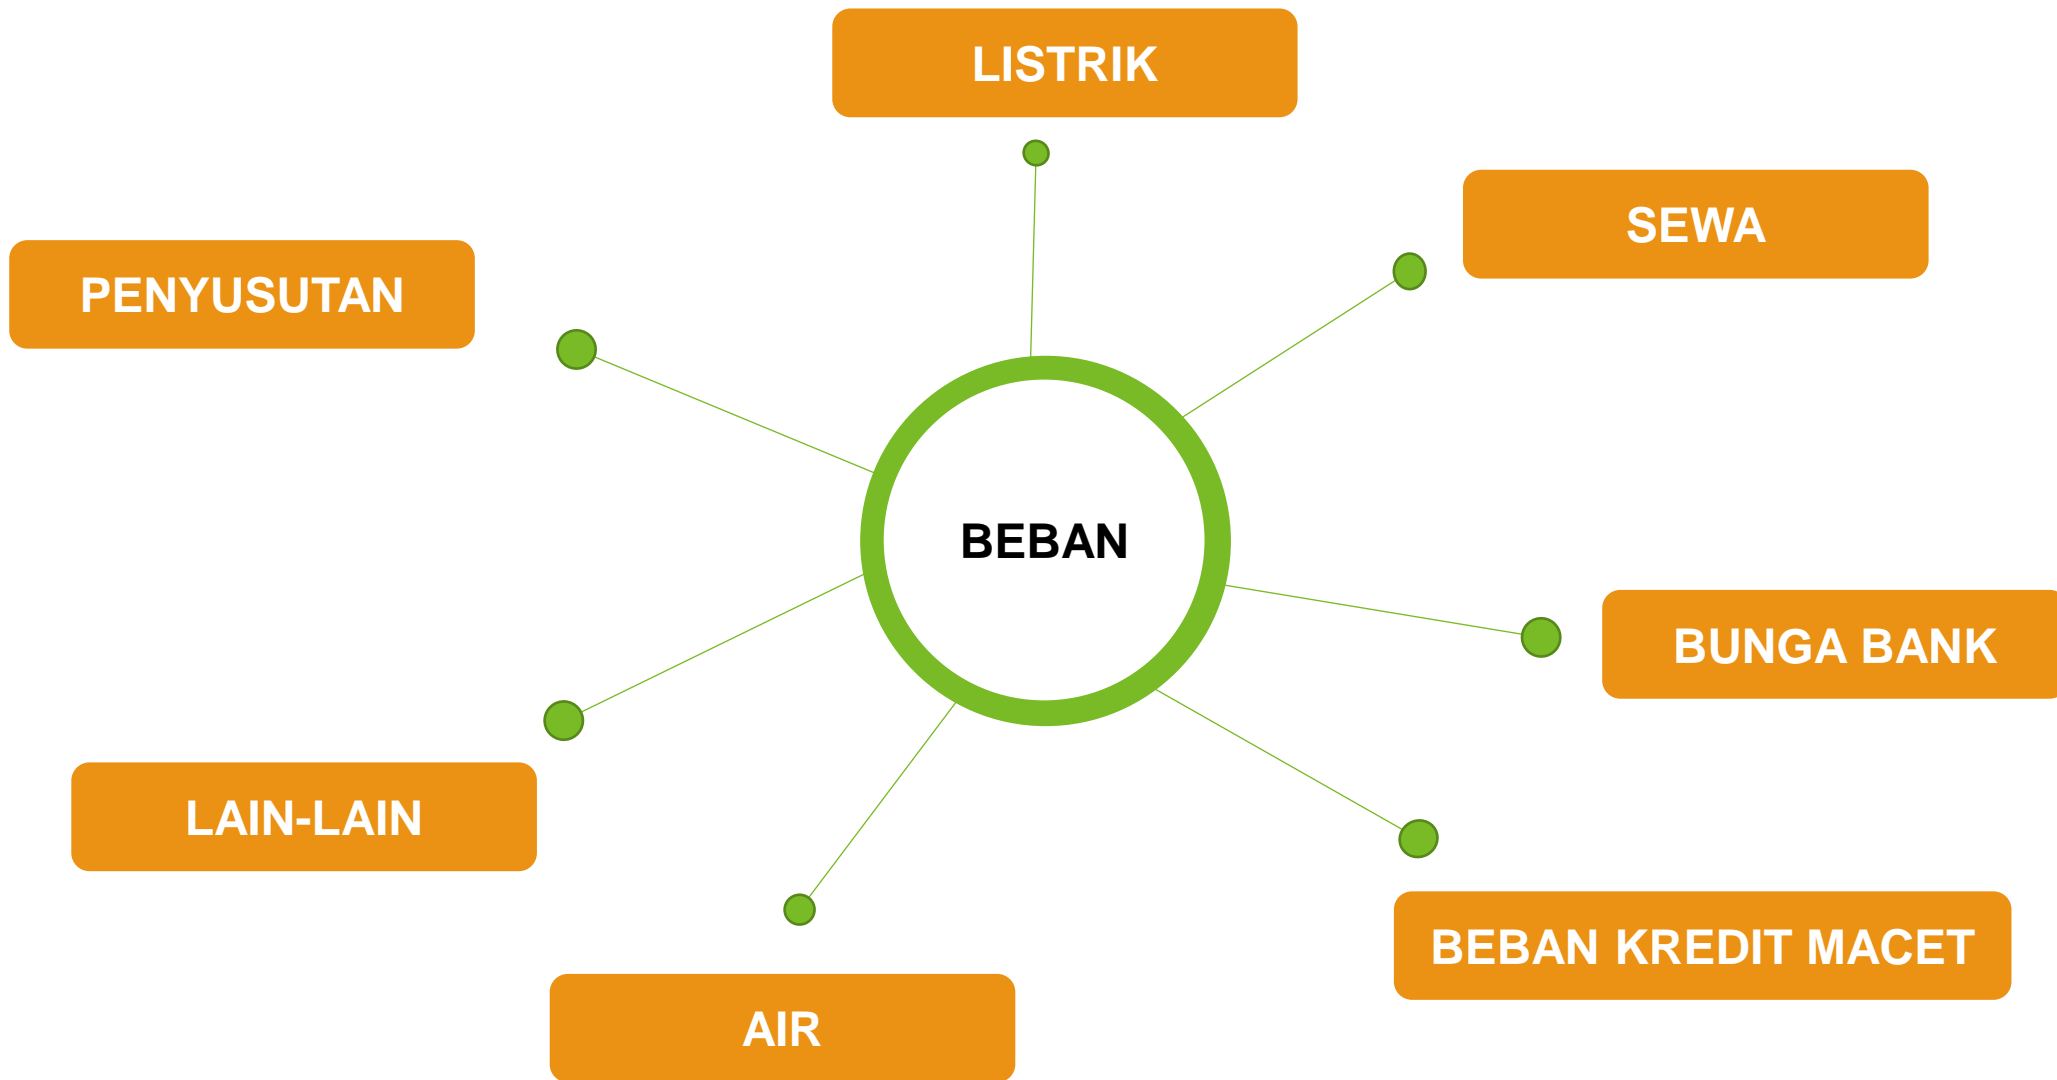 LISTRIK
SEWA
PENYUSUTAN
BEBAN
BUNGA BANK
LAIN-LAIN
BEBAN KREDIT MACET
AIR